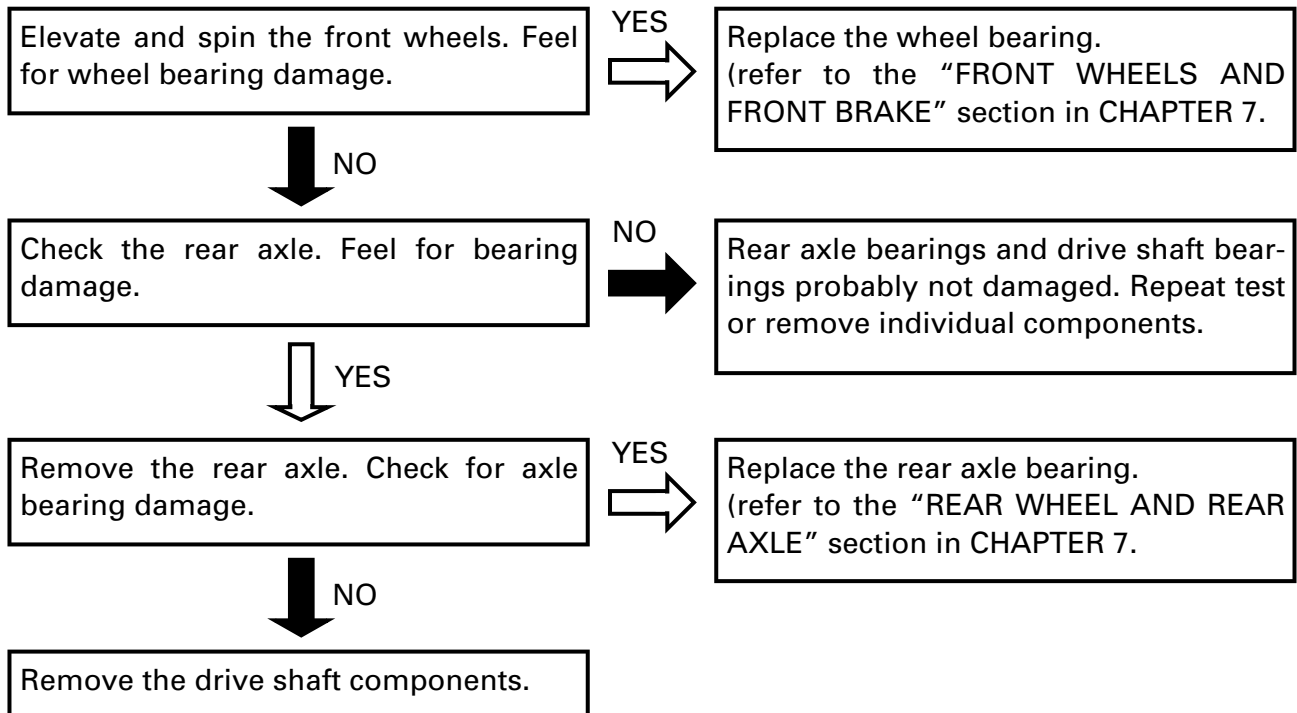 Elevate and spin the front wheels. Feel
for wheel bearing damage.
YES
Replace the wheel bearing.
(refer to the “FRONT WHEELS AND
FRONT BRAKE” section in CHAPTER 7.
NO
Check the rear axle. Feel for bearing
damage.
NO
Rear axle bearings and drive shaft bear-
ings probably not damaged. Repeat test
or remove individual components.
YES
Remove the rear axle. Check for axle
bearing damage.
YES
Replace the rear axle bearing.
(refer to the “REAR WHEEL AND REAR
AXLE” section in CHAPTER 7.
NO
Remove the drive shaft components.